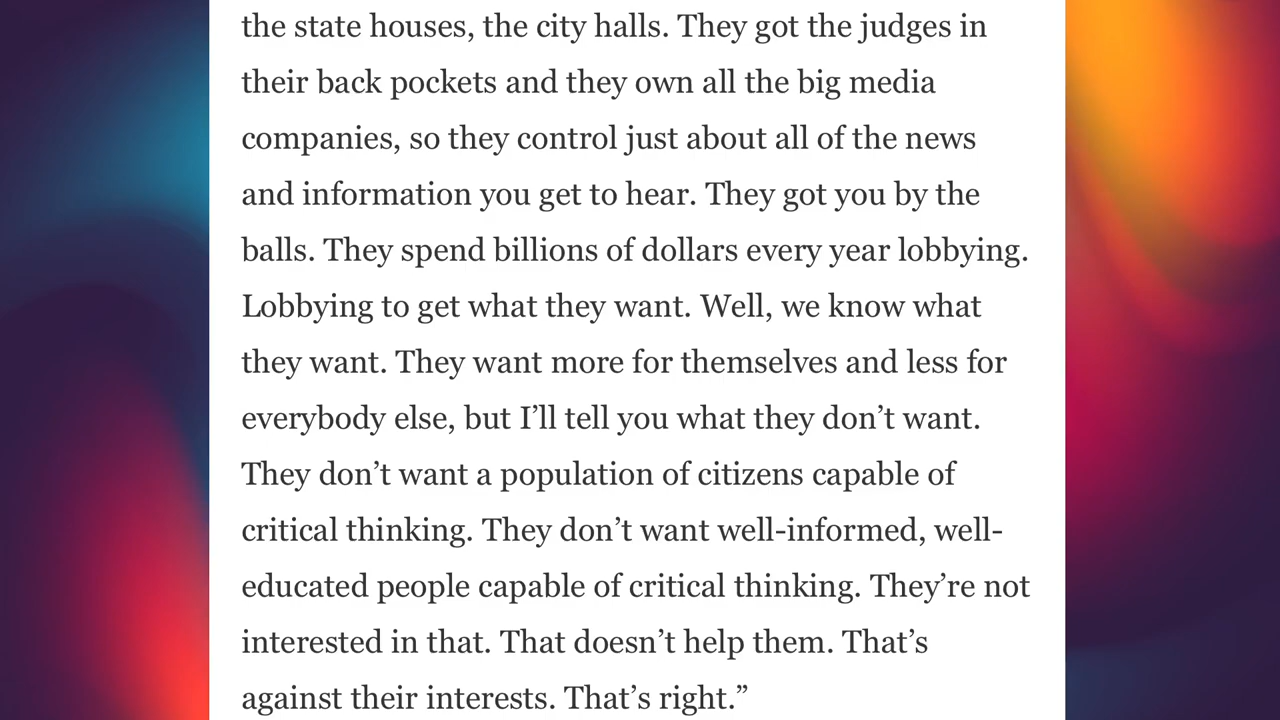 the state houses, the city halls. They got the judges in
their back pockets and they own all the big media
companies, so they control just about all of the news
and information you get to hear. They got you by the
balls. They spend billions of dollars every year lobbying.
Lobbying to get what they want. Well, we know what
they want. They want more for themselves and less for
everybody else, but I’ll tell you what they don’t want.
They don’t want a population of citizens capable of
critical thinking. They don’t want well-informed, well-
educated people capable of critical thinking. They’re not
interested in that. That doesn’t help them. That’s
against their interests. That’s right.”